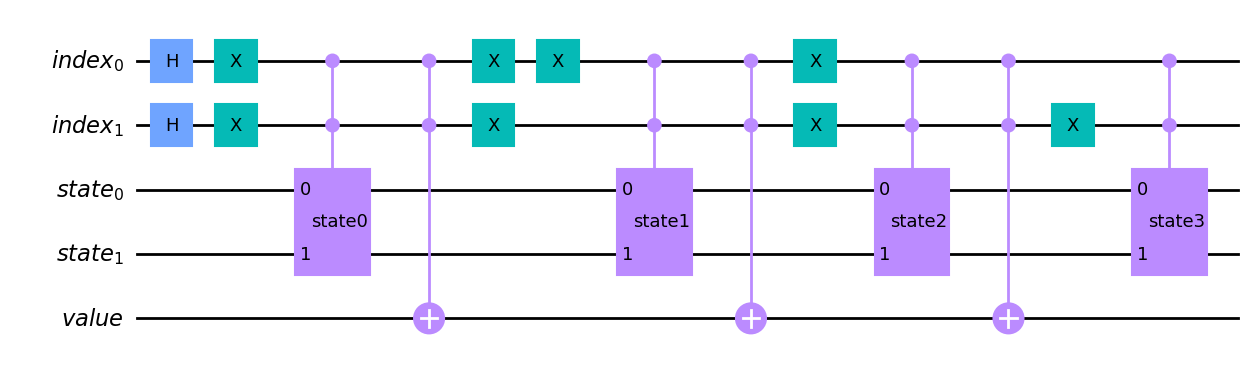 index0 H X X X X
index1 H X X X X
state0 0 0 0 0
state0 state1 state2 state3
state1 1 1 1 1
value